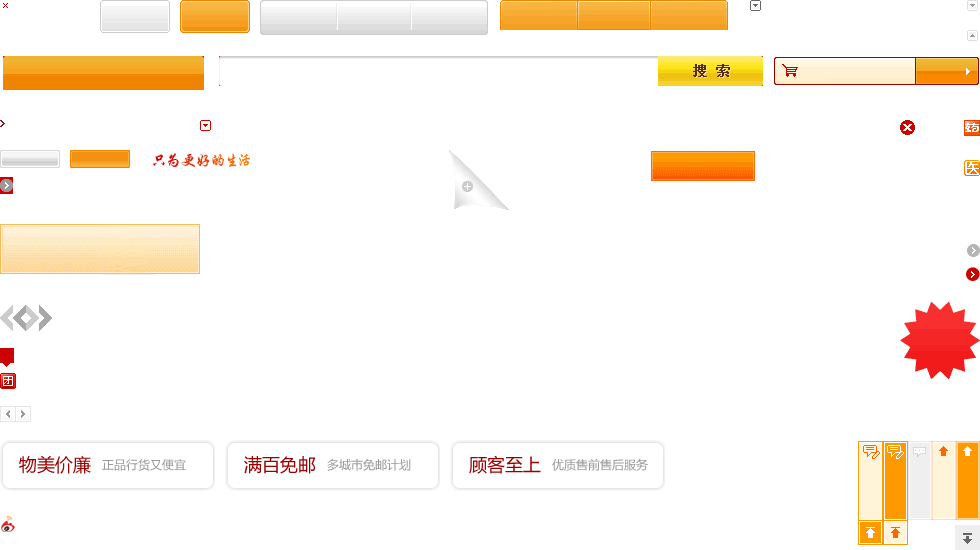 搜 索
药
只为更好的生活
医
团
物美价廉 正品行货又便宜
满百免邮 多城市免邮计划
顾客至上 优质售前售后服务